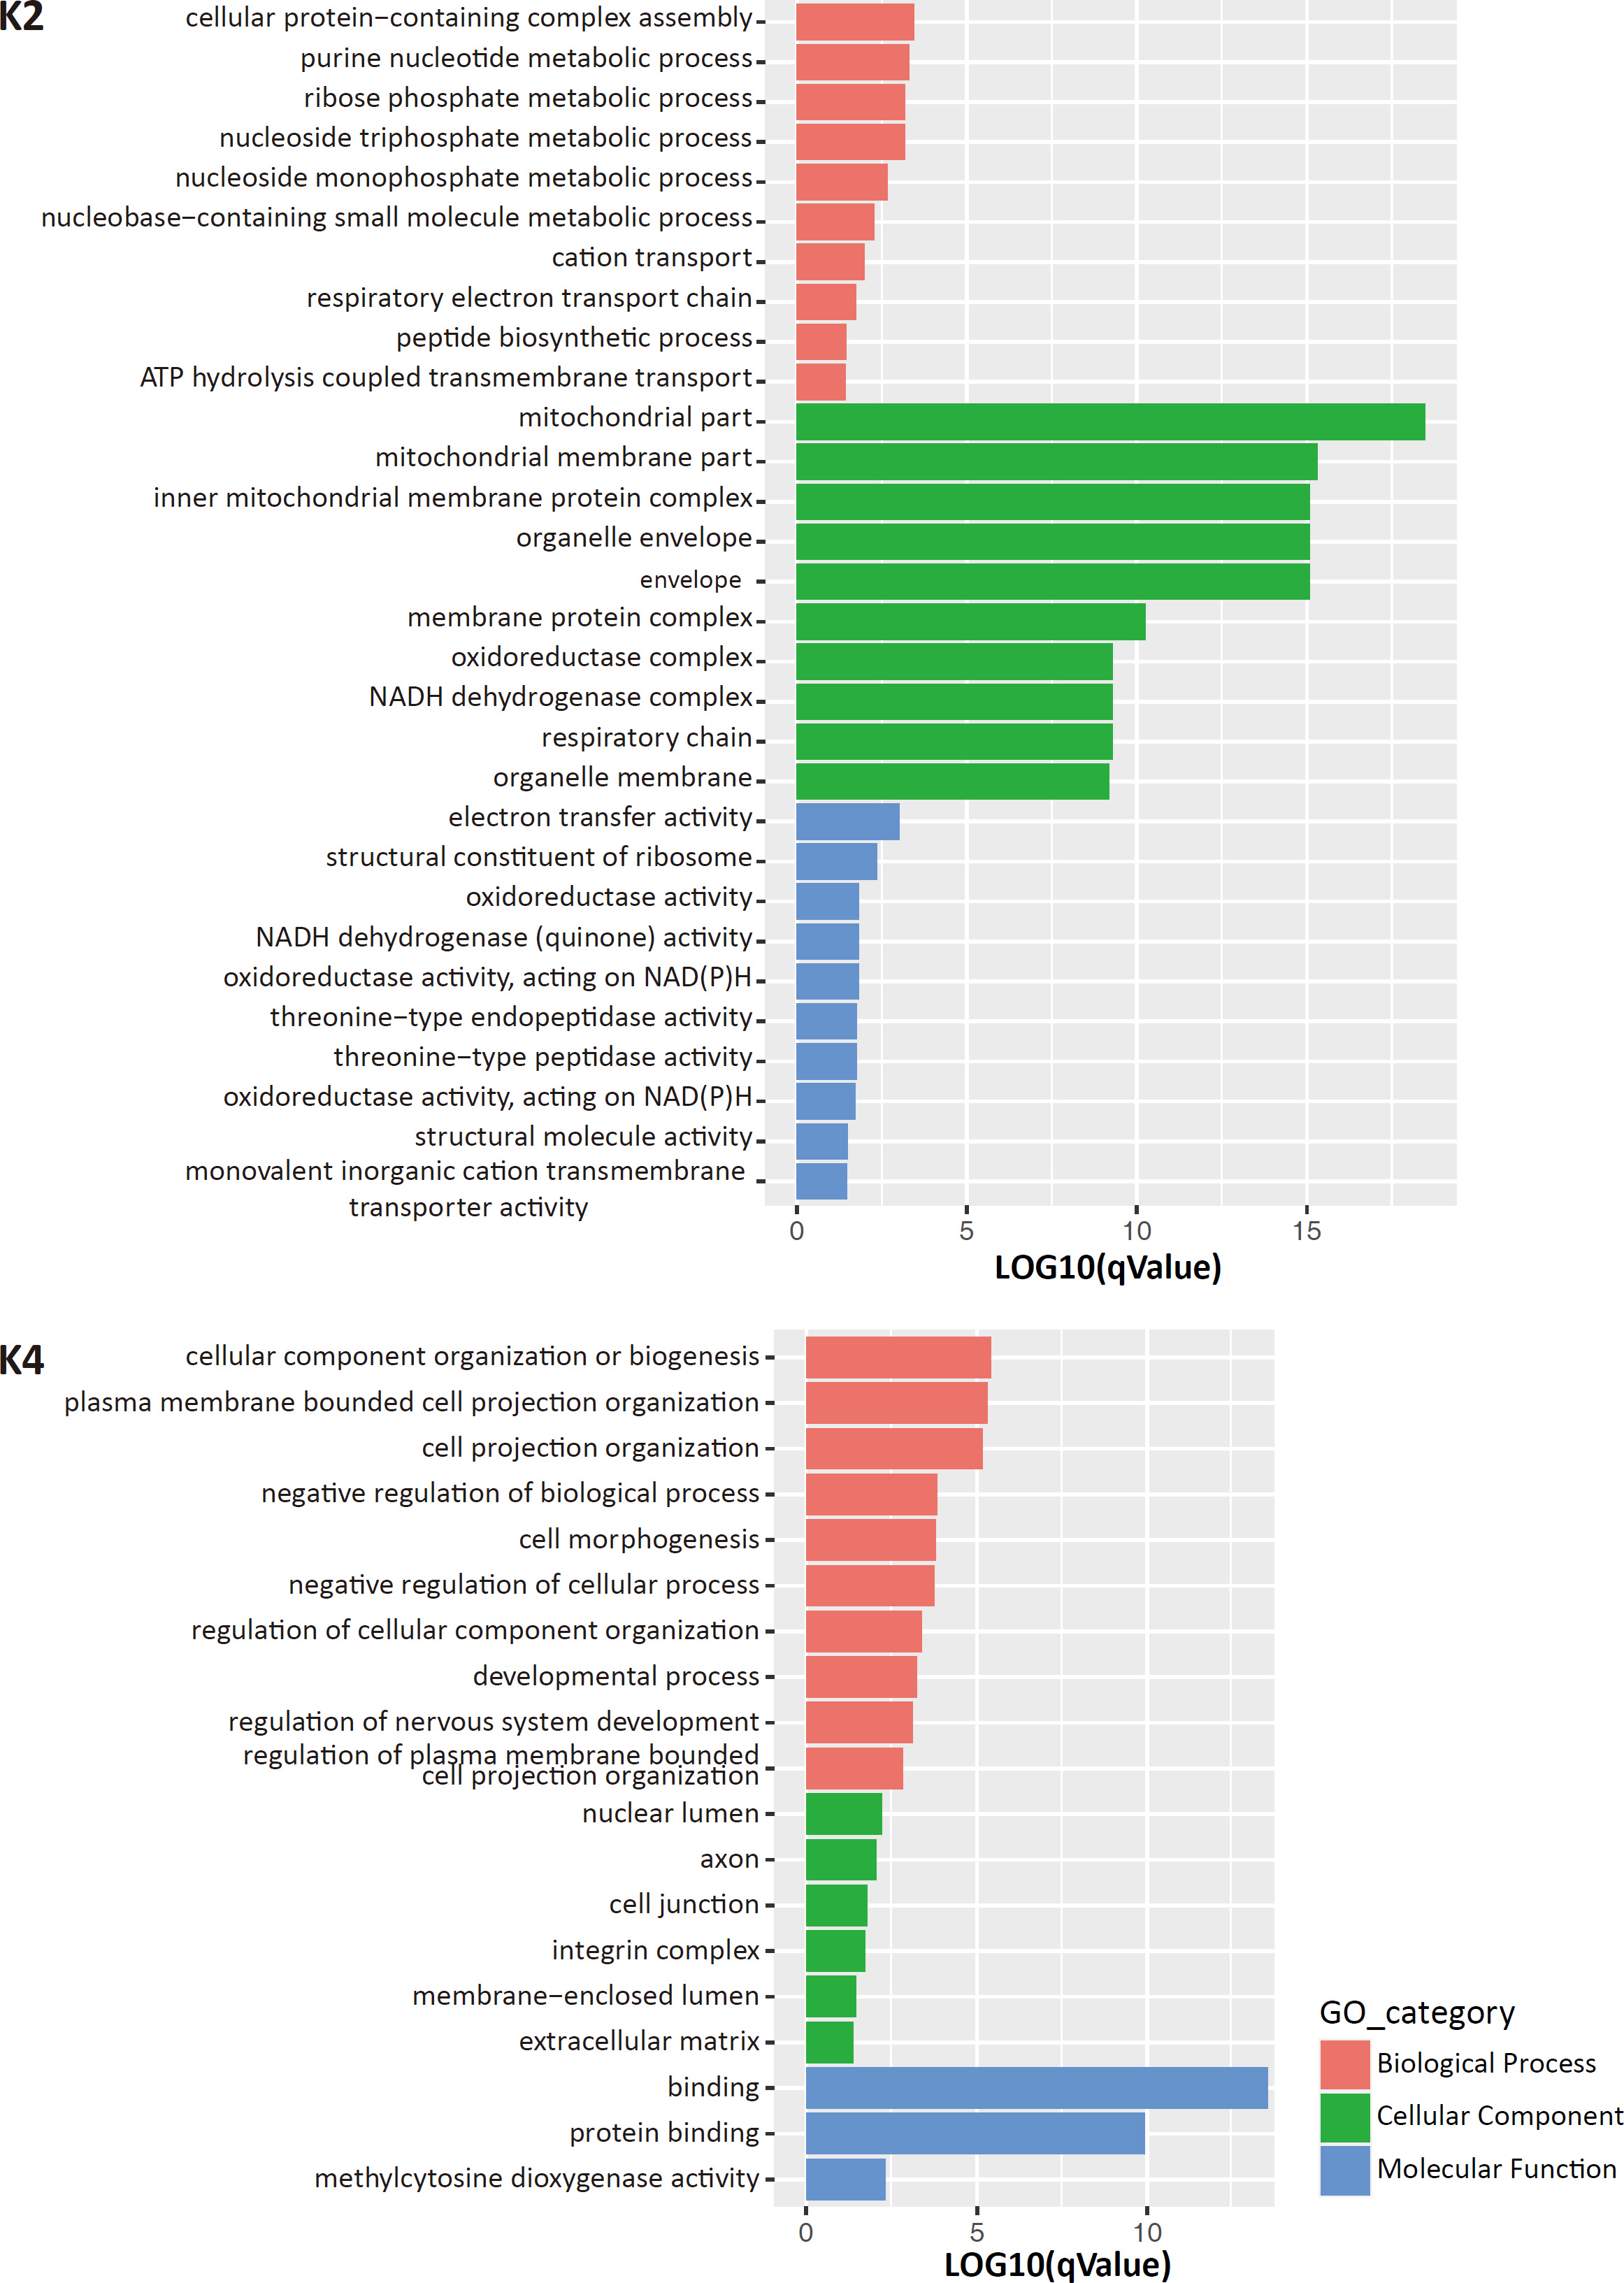 K2
cellular protein−containing complex assembly
purine nucleotide metabolic process
ribose phosphate metabolic process
nucleoside triphosphate metabolic process
nucleoside monophosphate metabolic process
nucleobase−containing small molecule metabolic process
cation transport
respiratory electron transport chain
peptide biosynthetic process
ATP hydrolysis coupled transmembrane transport
mitochondrial part
mitochondrial membrane part
inner mitochondrial membrane protein complex
organelle envelope
envelope
membrane protein complex
oxidoreductase complex
NADH dehydrogenase complex
respiratory chain
organelle membrane
electron transfer activity
structural constituent of ribosome
oxidoreductase activity
NADH dehydrogenase (quinone) activity
oxidoreductase activity, acting on NAD(P)H
threonine−type endopeptidase activity
threonine−type peptidase activity
oxidoreductase activity, acting on NAD(P)H
structural molecule activity
monovalent inorganic cation transmembrane
transporter activity
0 5 10 15
LOG10(qValue)
K4
cellular component organization or biogenesis
plasma membrane bounded cell projection organization
cell projection organization
negative regulation of biological process
cell morphogenesis
negative regulation of cellular process
regulation of cellular component organization
developmental process
regulation of nervous system development
regulation of plasma membrane bounded
cell projection organization
nuclear lumen
axon
cell junction
integrin complex
membrane−enclosed lumen
extracellular matrix
binding
protein binding
methylcytosine dioxygenase activity
0 5 10
LOG10(qValue)
GO_category
Biological Process
Cellular Component
Molecular Function